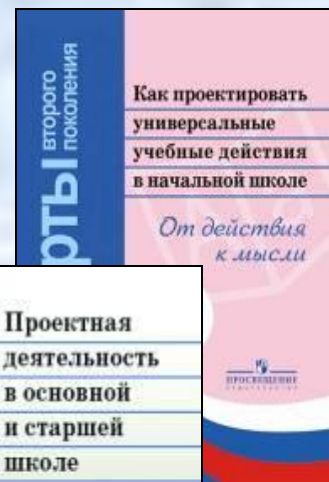 второго
поколения
рты
Как проектировать
универсальные
учебные действия
в начальной школе
От действия
к мысли
ПРОСВЕЩЕНИЕ
Проектная
деятельность
в основной
и старшей
школе